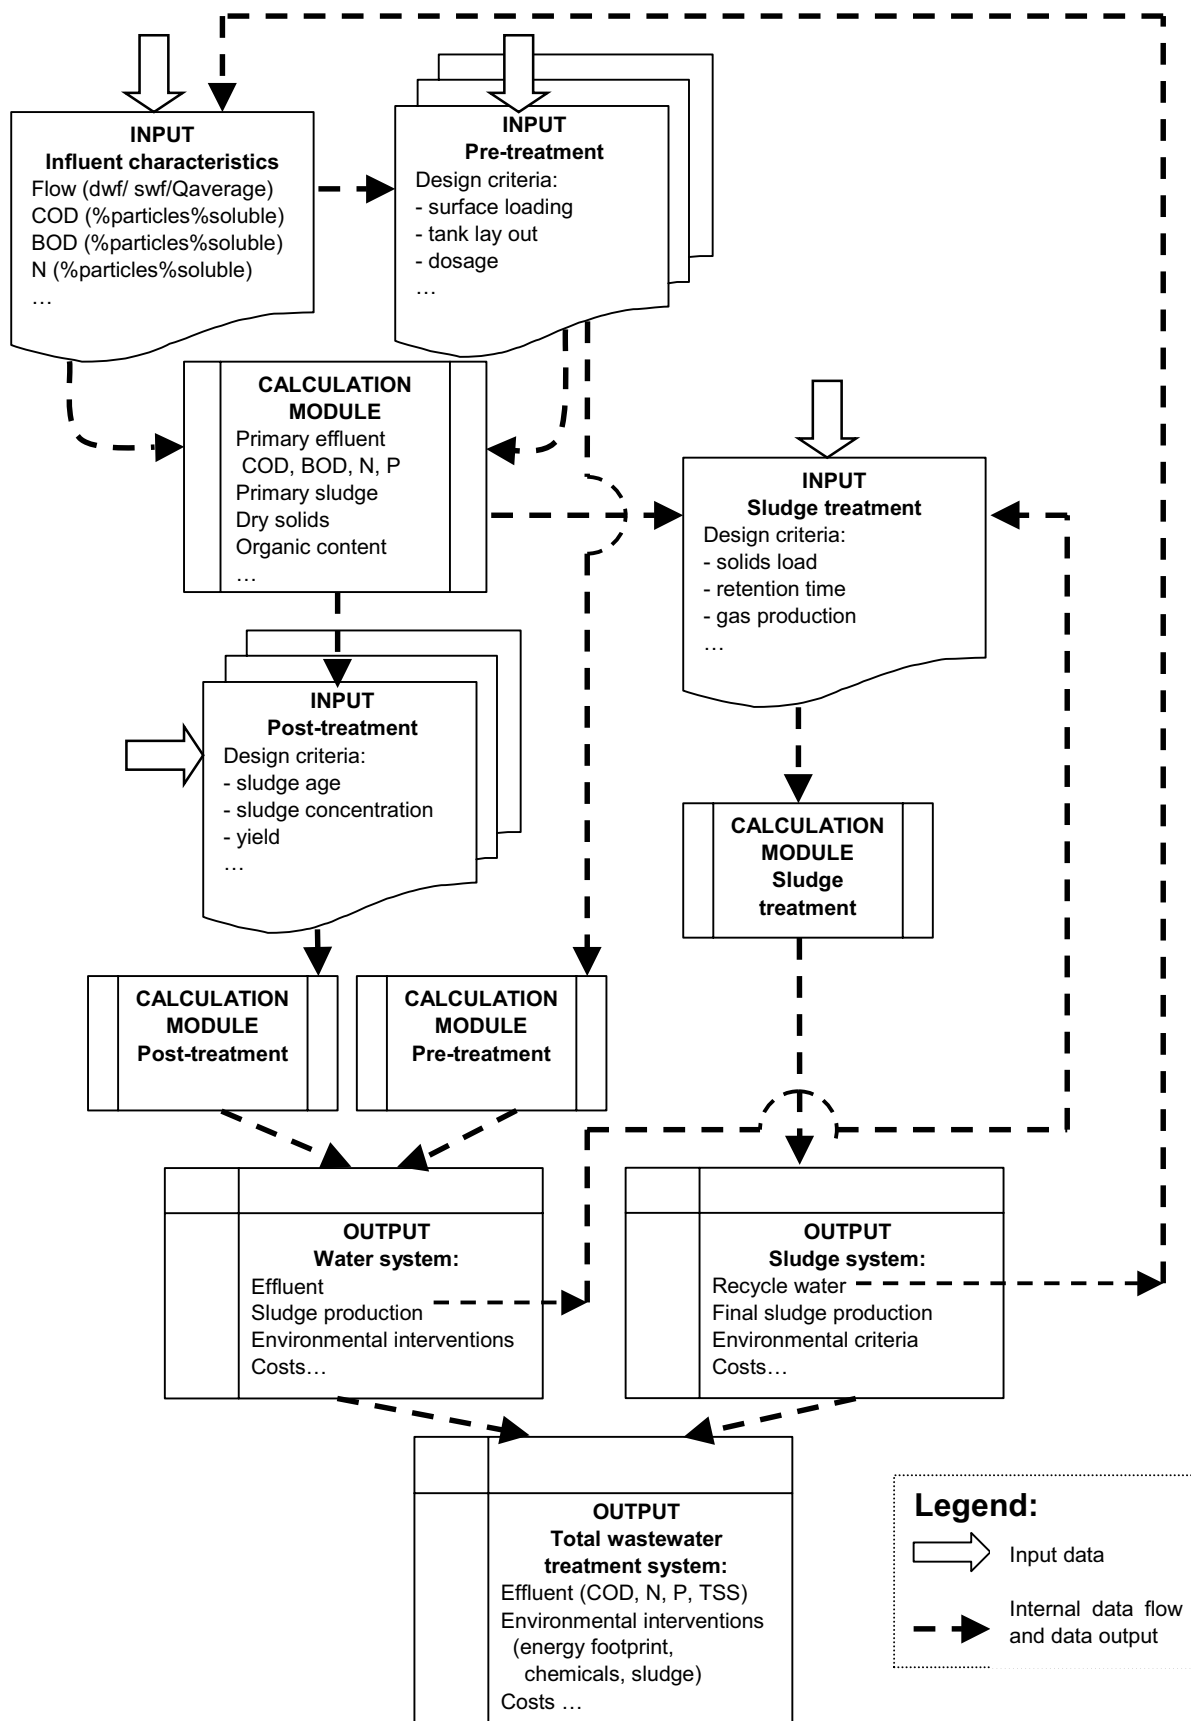 INPUT
Influent characteristics
Flow (dwf/ swf/Qaverage)
COD (%particles%soluble)
BOD (%particles%soluble)
N (%particles%soluble)
…
INPUT
Pre-treatment
Design criteria:
- surface loading
- tank lay out
- dosage
…
CALCULATION
MODULE
Primary effluent
COD, BOD, N, P
Primary sludge
Dry solids
Organic content
…
INPUT
Sludge treatment
Design criteria:
- solids load
- retention time
- gas production
…
INPUT
Post-treatment
Design criteria:
- sludge age
- sludge concentration
- yield
…
CALCULATION
MODULE
Sludge
treatment
CALCULATION
MODULE
Post-treatment
CALCULATION
MODULE
Pre-treatment
OUTPUT
Water system:
Effluent
Sludge production
Environmental interventions
Costs…
OUTPUT
Sludge system:
Recycle water
Final sludge production
Environmental criteria
Costs…
OUTPUT
Total wastewater
treatment system:
Effluent (COD, N, P, TSS)
Environmental interventions
(energy footprint,
chemicals, sludge)
Costs …
Legend:
Input data
Internal data flow
and data output